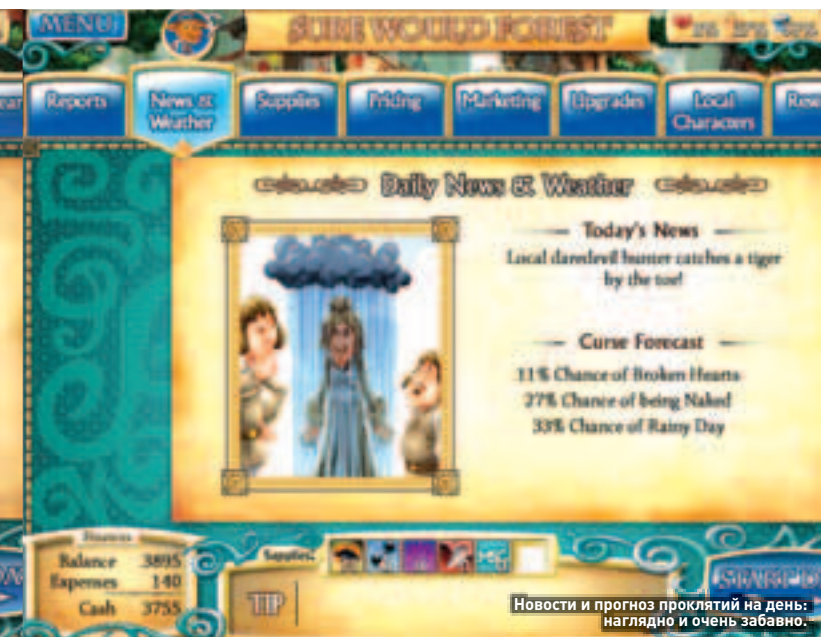 MENU
SURE WOULD FOREST
Reports
News &
Weather
Supplies
Pricing
Marketing
Upgrades
Local
Characters
Daily News & Weather
Today's News
Local daredevil hunter catches a tiger
by the toe!
Curse Forecast
11% Chance of Broken Hearts
27% Chance of being Naked
33% Chance of Rainy Day
Finances
Balance 3895
Expenses 140
Cash 3755
Supplies:
TIP
START D
Новости и прогноз проклятий на день:
наглядно и очень забавно.